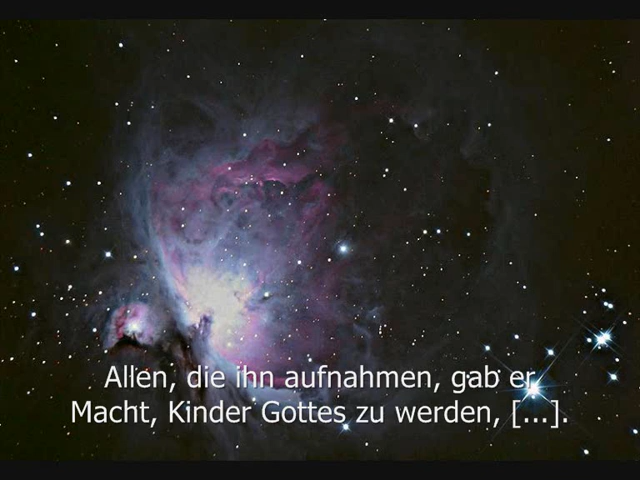 Allen, die ihn aufnahmen, gab er
Macht, Kinder Gottes zu werden, [...].